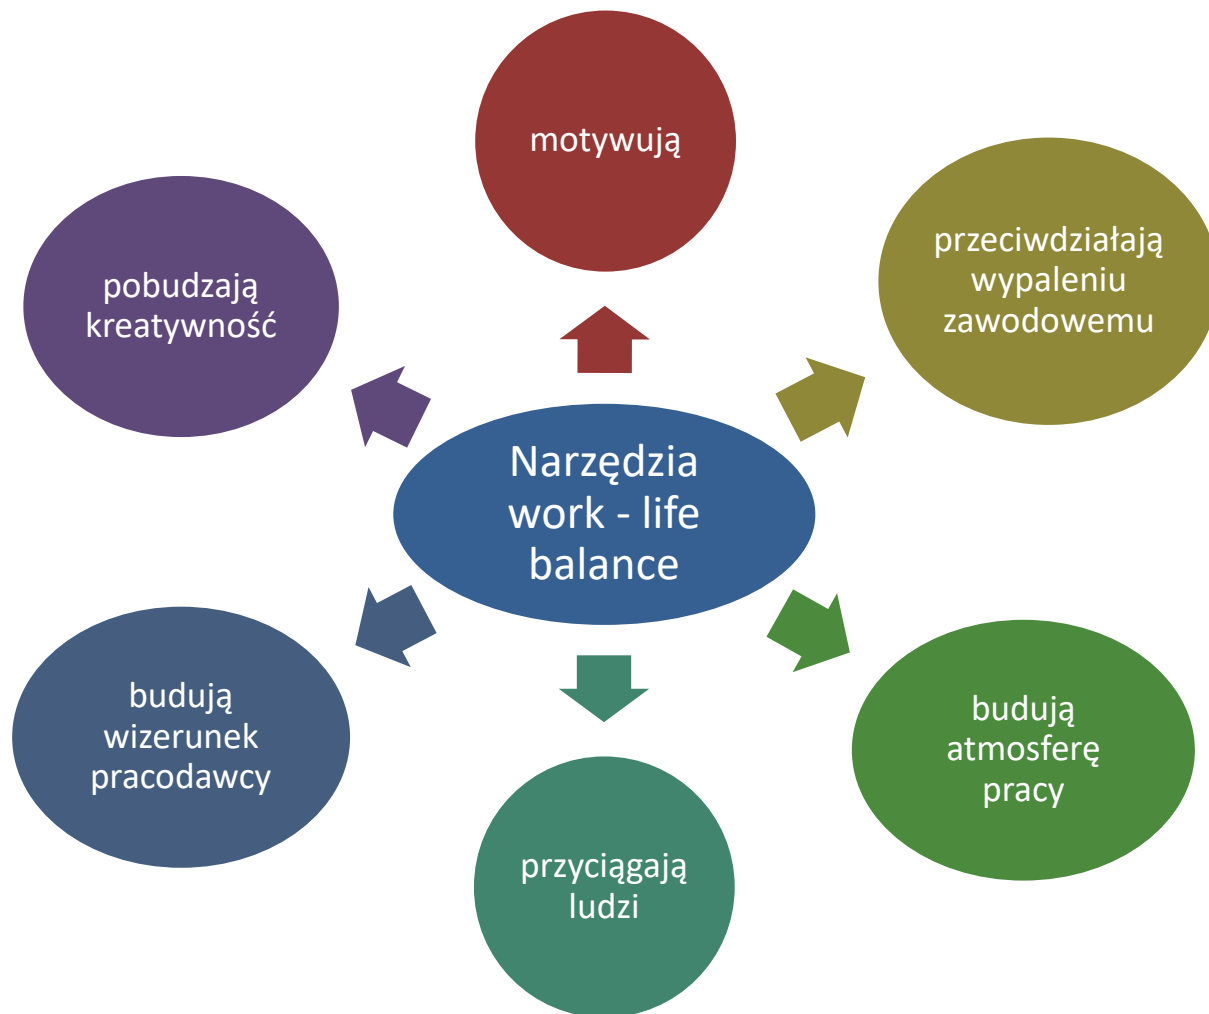 motywują
przeciwdziałają
wypaleniu
zawodowemu
pobudzają
kreatywność
Narzędzia
work - life
balance
budują
wizerunek
pracodawcy
budują
atmosferę
pracy
przyciągają
ludzi